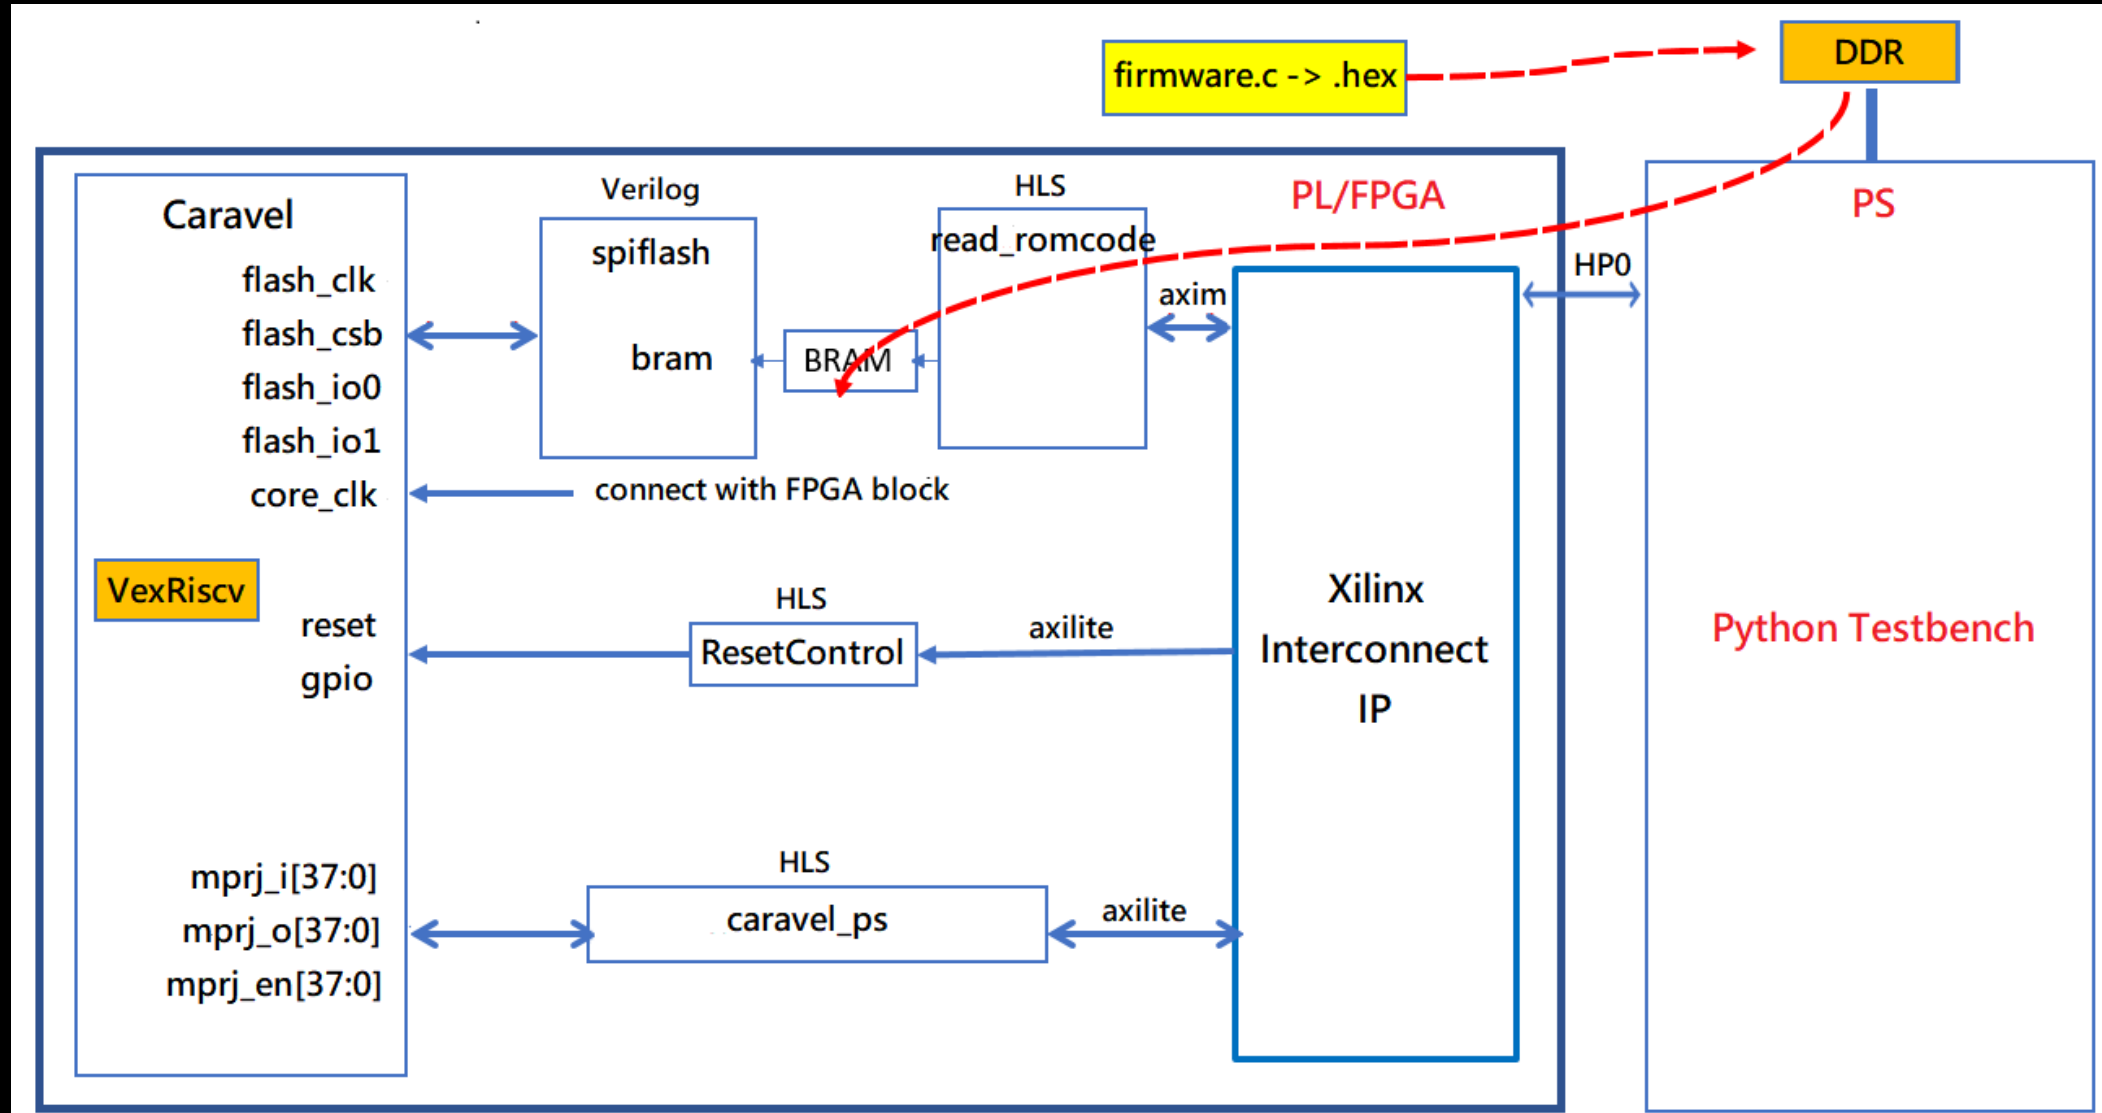 firmware.c -> .hex
DDR
Caravel
flash_clk
flash_csb
flash_io0
flash_io1
core_clk
VexRiscv
reset
gpio
mprj_i[37:0]
mprj_o[37:0]
mprj_en[37:0]
Verilog
spiflash
bram
BRAM
HLS
read_romcode
axim
connect with FPGA block
HLS
ResetControl
axilite
HLS
caravel_ps
axilite
PL/FPGA
Xilinx
Interconnect
IP
HP0
PS
Python Testbench